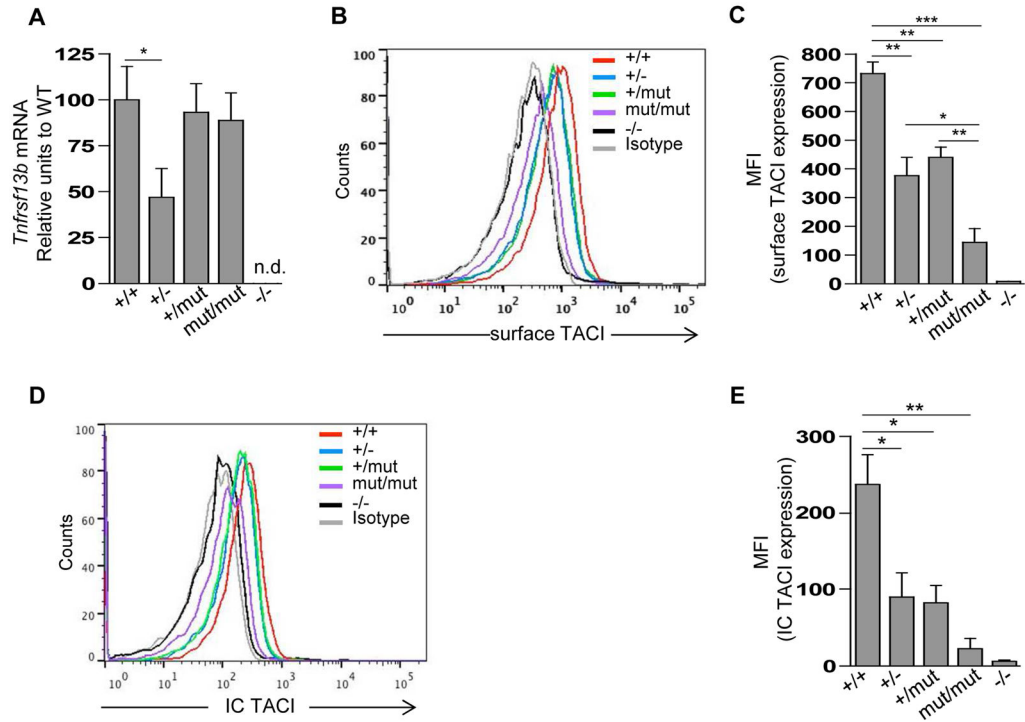 A
Tnfrsf13b mRNA
Relative units to WT
125
100
75
50
25
0
*
n.d.
+/+
+/-
+/mut
mut/mut
-/-
B
Counts
100
80
60
40
20
0
+/+
+/-
+/mut
mut/mut
-/-
Isotype
10^0
10^1
10^2
10^3
10^4
10^5
surface TACI
C
MFI
(surface TACI expression)
800
700
600
500
400
300
200
100
0
***
**
**
*
**
+/+
+/-
+/mut
mut/mut
-/-
D
Counts
100
80
60
40
20
0
+/+
+/-
+/mut
mut/mut
-/-
Isotype
10^0
10^1
10^2
10^3
10^4
10^5
IC TACI
E
MFI
(IC TACI expression)
300
200
100
0
**
*
*
+/+
+/-
+/mut
mut/mut
-/-